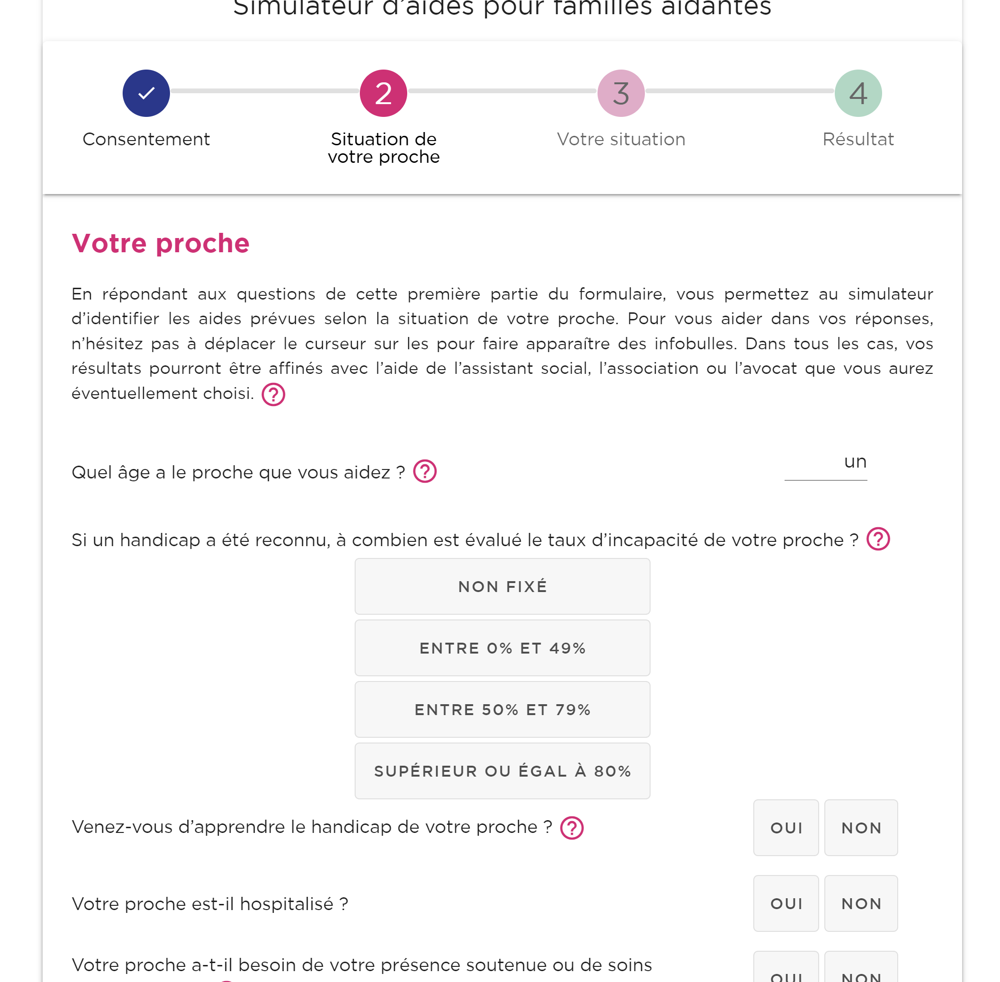 Simulateur d’aides pour familles aidantes
2
3
4
Consentement
Situation de
votre proche
Votre situation
Résultat
Votre proche
En répondant aux questions de cette première partie du formulaire, vous permettez au simulateur
d’identifier les aides prévues selon la situation de votre proche. Pour vous aider dans vos réponses,
n’hésitez pas à déplacer le curseur sur les pour faire apparaître des infobulles. Dans tous les cas, vos
résultats pourront être affinés avec l’aide de l’assistant social, l’association ou l’avocat que vous aurez
éventuellement choisi. ?
Quel âge a le proche que vous aidez ? ?
un
Si un handicap a été reconnu, à combien est évalué le taux d’incapacité de votre proche ? ?
NON FIXÉ
ENTRE 0% ET 49%
ENTRE 50% ET 79%
SUPÉRIEUR OU ÉGAL À 80%
Venez-vous d’apprendre le handicap de votre proche ? ?
OUI NON
Votre proche est-il hospitalisé ?
OUI NON
Votre proche a-t-il besoin de votre présence soutenue ou de soins
OUI NON